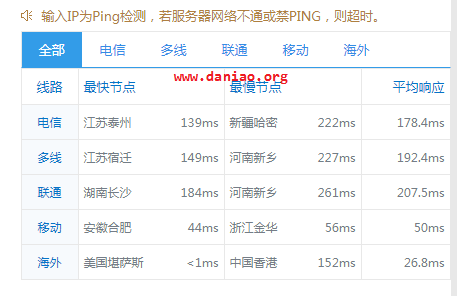 输入IP为Ping检测，若服务器网络不通或禁PING，则超时。
全部 电信 多线 联通 移动 海外
www.daniao.org
线路 最快节点 最慢节点 平均响应
电信 江苏泰州 139ms 新疆哈密 222ms 178.4ms
多线 江苏宿迁 149ms 河南新乡 227ms 192.4ms
联通 湖南长沙 184ms 河南新乡 261ms 207.5ms
移动 安徽合肥 44ms 浙江金华 56ms 50ms
海外 美国堪萨斯 <1ms 中国香港 152ms 26.8ms